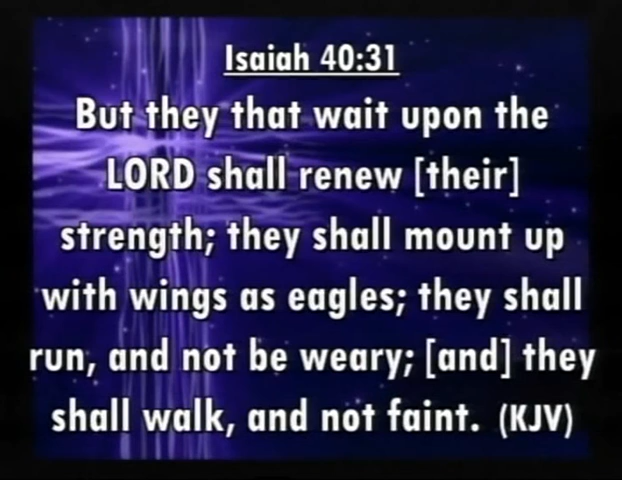 Isaiah 40:31
But they that wait upon the
LORD shall renew [their]
strength; they shall mount up
with wings as eagles; they shall
run, and not be weary; [and] they
shall walk, and not faint. (KJV)